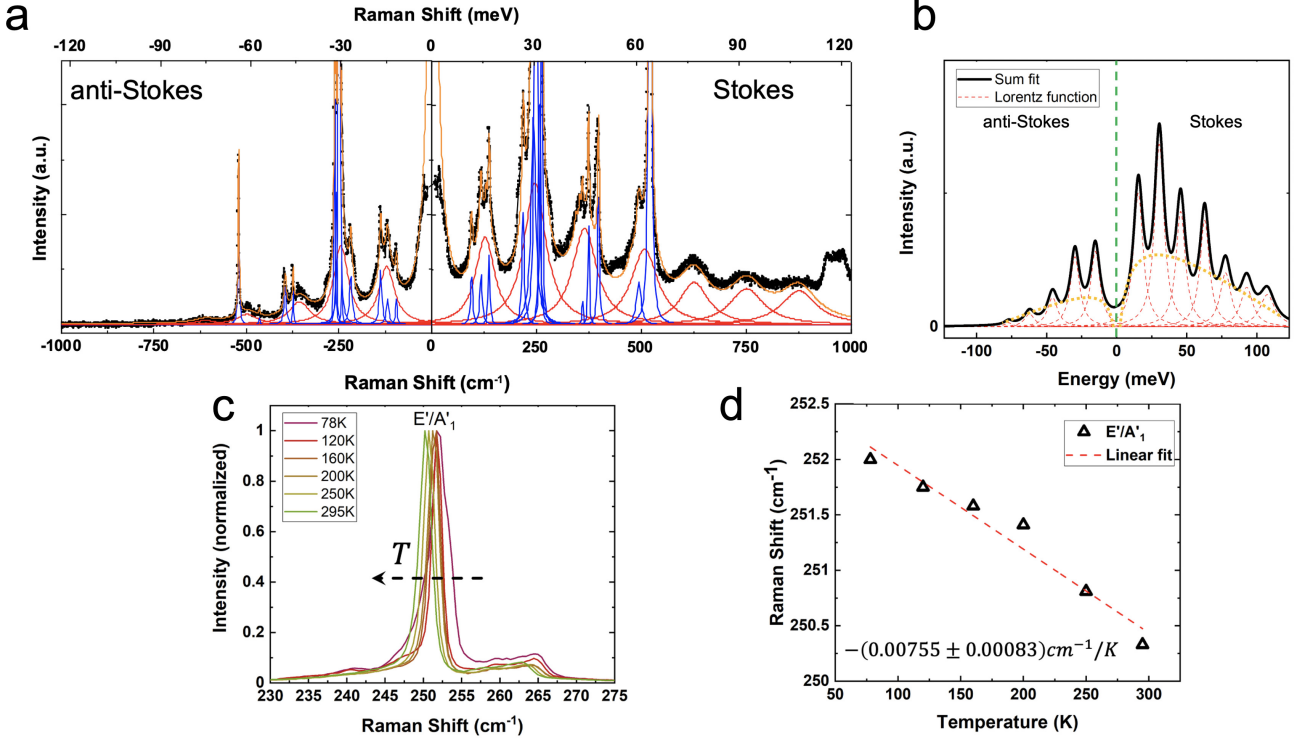 a
Raman Shift (meV)
-120 -90 -60 -30 0 30 60 90 120
anti-Stokes
Stokes
Intensity (a.u.)
-1000 -750 -500 -250 0 250 500 750 1000
Raman Shift (cm⁻¹)
b
Sum fit
Lorentz function
anti-Stokes
Stokes
Intensity (a.u.)
0
-100 -50 0 50 100
Energy (meV)
c
78K
120K
160K
200K
250K
295K
E'/A'₁
T
Intensity (normalized)
1
0.8
0.6
0.4
0.2
0
230 235 240 245 250 255 260 265 270 275
Raman Shift (cm⁻¹)
d
E'/A'₁
Linear fit
Raman Shift (cm⁻¹)
252.5
252
251.5
251
250.5
250
−(0.00755 ± 0.00083)cm⁻¹/K
50 100 150 200 250 300
Temperature (K)